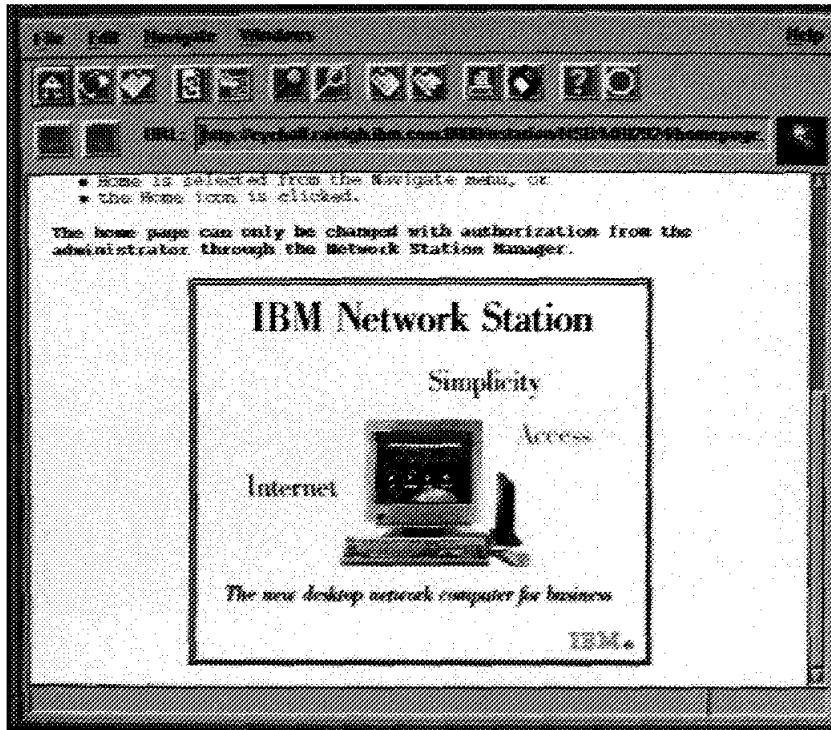 File Edit Navigate Windows Help
URL:
• Home is selected from the Navigate menu, or
• the Home icon is clicked.
The home page can only be changed with authorization from the
administrator through the Network Station Manager.
IBM Network Station
Simplicity
Access
Internet
The new desktop network computer for business
IBM